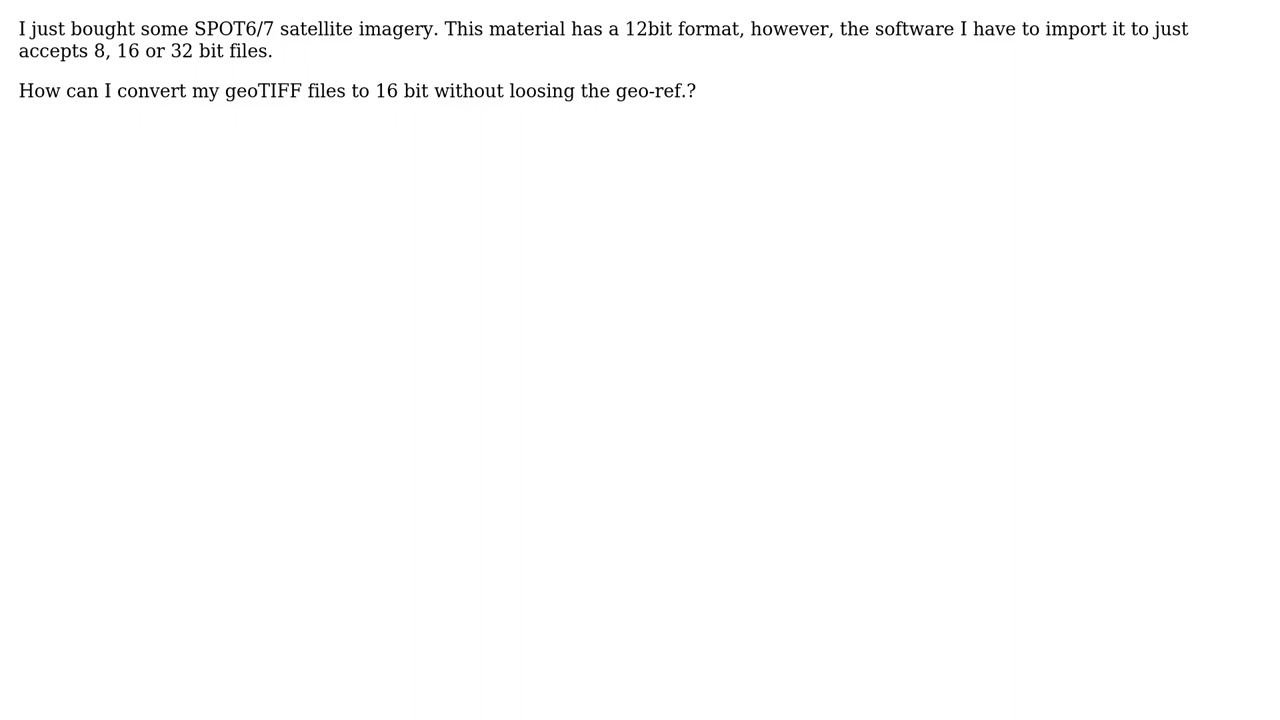 I just bought some SPOT6/7 satellite imagery. This material has a 12bit format, however, the software I have to import it to just
accepts 8, 16 or 32 bit files.
How can I convert my geoTIFF files to 16 bit without loosing the geo-ref.?